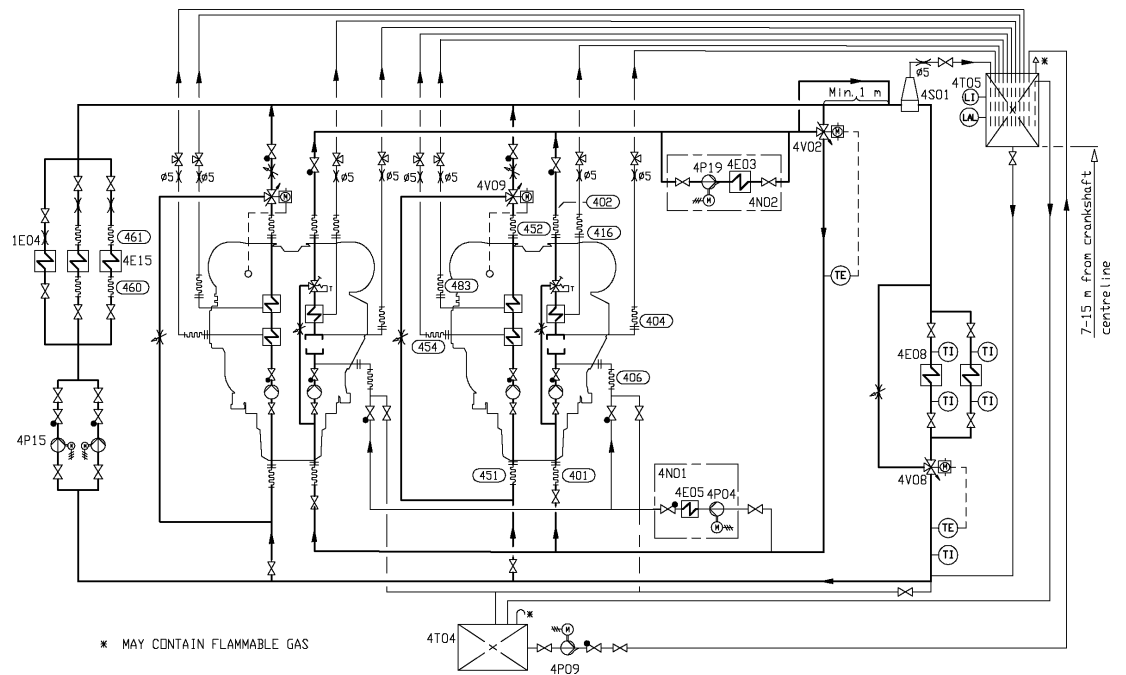 ø5
*
4T05
4S01
LI
LAL
Min. 1 m
M
4V02
ø5
ø5
ø5
ø5
ø5
ø5
4P19
4E03
M
4N02
4V09
M
M
402
452
416
461
1E04
4E15
460
TE
7-15 m from crankshaft
centreline
483
T
T
404
454
4E08
TI
TI
406
TI
TI
4P15
M
M
451
401
4N01
4E05
4P04
M
4V08
M
TE
TI
* MAY CONTAIN FLAMMABLE GAS
4T04
*
M
4P09